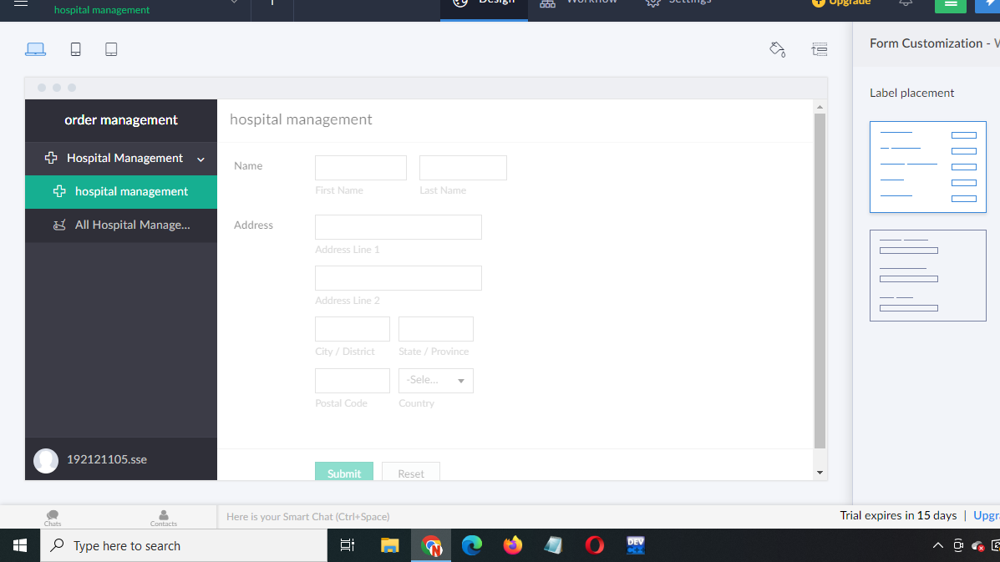 hospital management
Design
Workflow
Settings
Upgrade
Form Customization -
Label placement
order management
Hospital Management
hospital management
All Hospital Manage...
192121105.sse
hospital management
Name
First Name
Last Name
Address
Address Line 1
Address Line 2
City / District
State / Province
-Sele...
Postal Code
Country
Submit
Reset
Chats
Contacts
Here is your Smart Chat (Ctrl+Space)
Trial expires in 15 days | Upgra
Type here to search
DEV